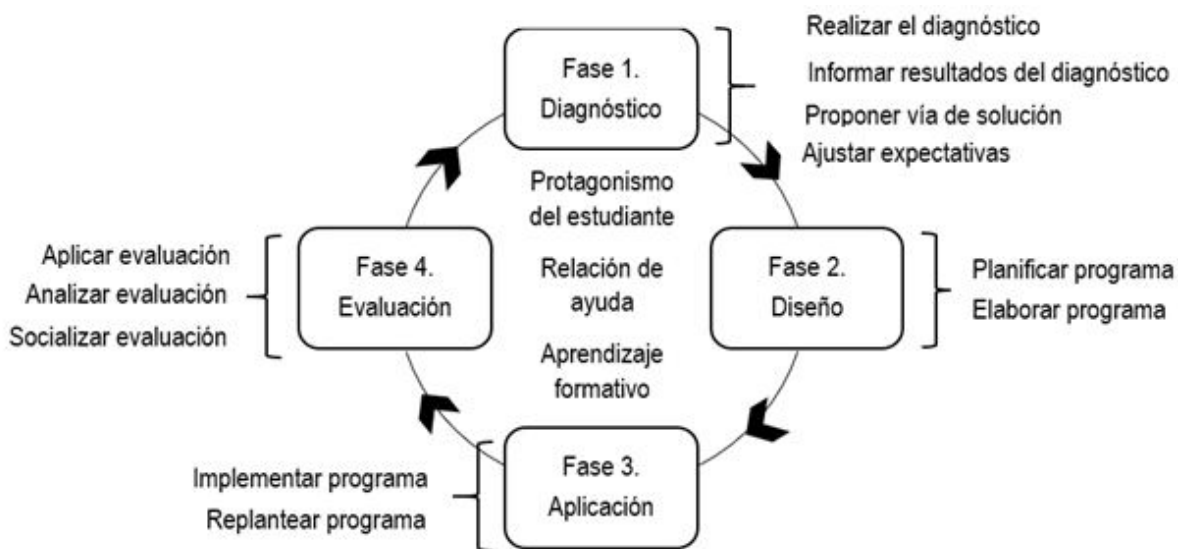 Fase 1.
Diagnóstico
Realizar el diagnóstico
Informar resultados del diagnóstico
Proponer vía de solución
Ajustar expectativas
Protagonismo
del estudiante
Relación de
ayuda
Aprendizaje
formativo
Fase 2.
Diseño
Planificar programa
Elaborar programa
Fase 3.
Aplicación
Implementar programa
Replantear programa
Fase 4.
Evaluación
Aplicar evaluación
Analizar evaluación
Socializar evaluación